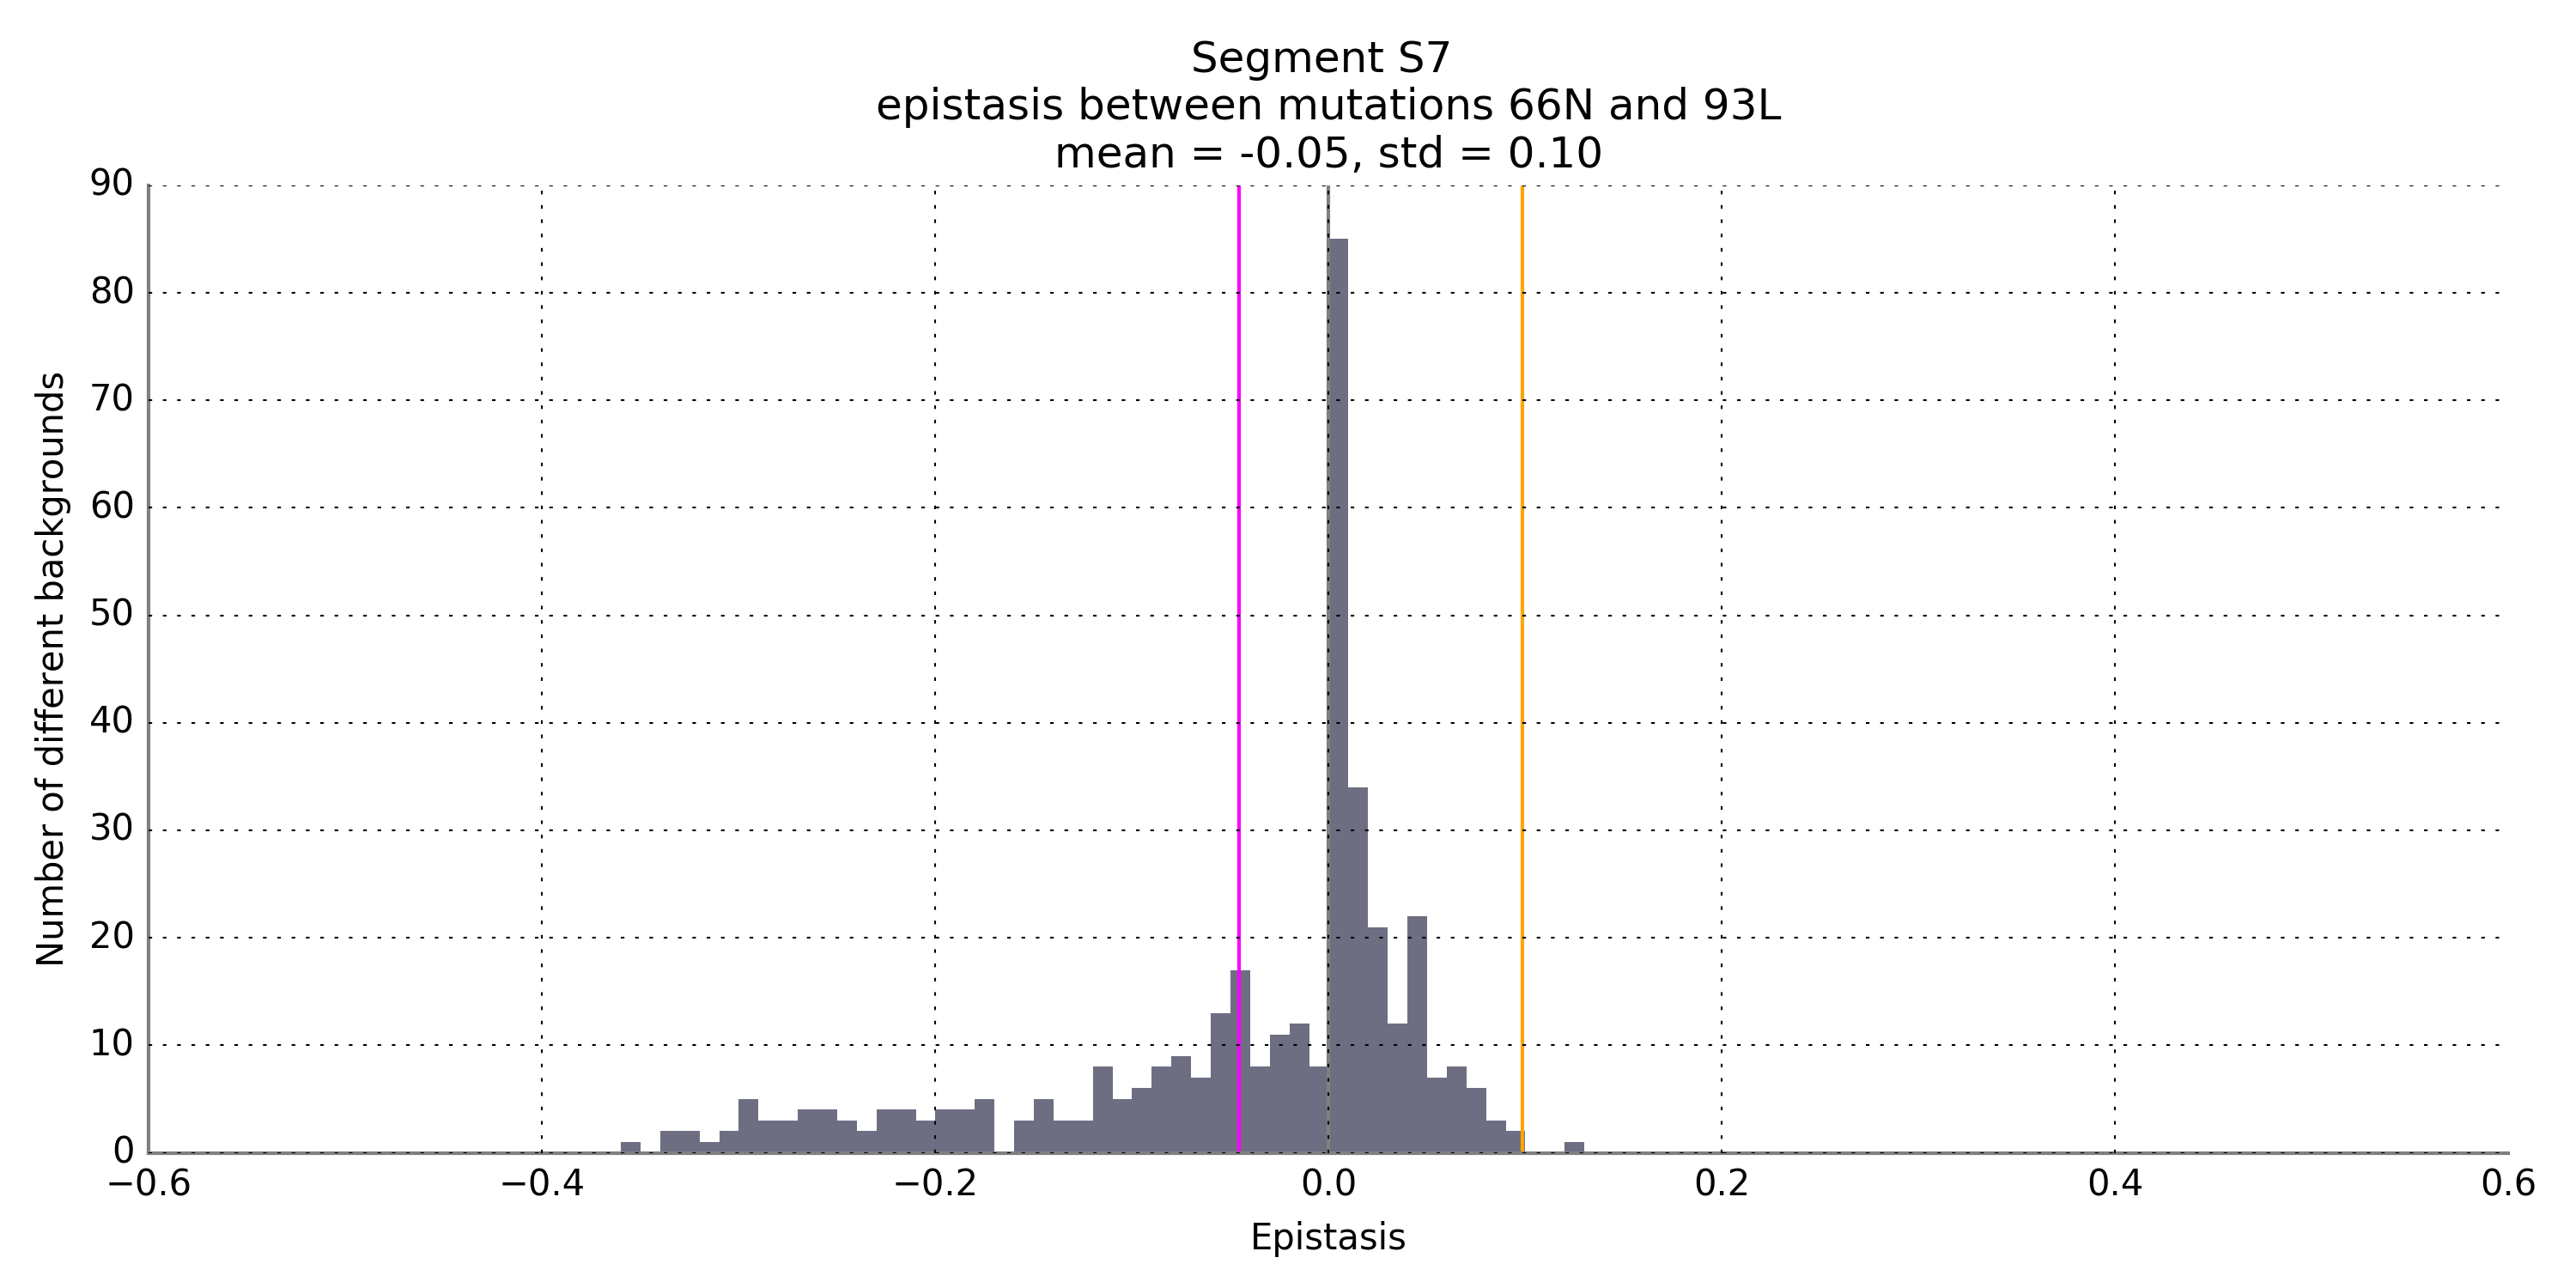 Segment S7
epistasis between mutations 66N and 93L
mean = -0.05, std = 0.10
Number of different backgrounds
90
80
70
60
50
40
30
20
10
0
−0.6 −0.4 −0.2 0.0 0.2 0.4 0.6
Epistasis